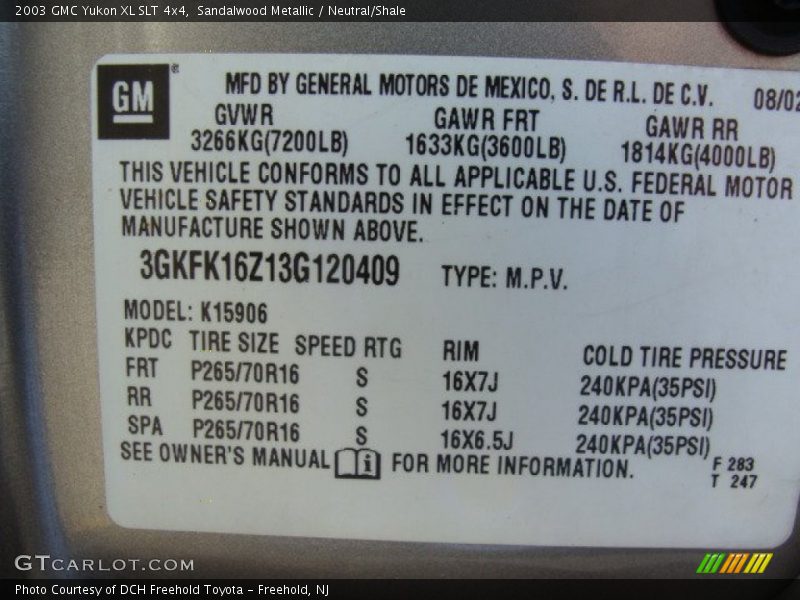 2003 GMC Yukon XL SLT 4x4, Sandalwood Metallic / Neutral/Shale
GM ®
MFD BY GENERAL MOTORS DE MEXICO, S. DE R.L. DE C.V. 08/02
GVWR GAWR FRT GAWR RR
3266KG(7200LB) 1633KG(3600LB) 1814KG(4000LB)
THIS VEHICLE CONFORMS TO ALL APPLICABLE U.S. FEDERAL MOTOR
VEHICLE SAFETY STANDARDS IN EFFECT ON THE DATE OF
MANUFACTURE SHOWN ABOVE.
3GKFK16Z13G120409 TYPE: M.P.V.
MODEL: K15906
KPDC TIRE SIZE SPEED RTG RIM COLD TIRE PRESSURE
FRT P265/70R16 S 16X7J 240KPA(35PSI)
RR P265/70R16 S 16X7J 240KPA(35PSI)
SPA P265/70R16 S 16X6.5J 240KPA(35PSI)
SEE OWNER'S MANUAL i FOR MORE INFORMATION.
F 283
T 247
GTCARLOT.COM
Photo Courtesy of DCH Freehold Toyota - Freehold, NJ